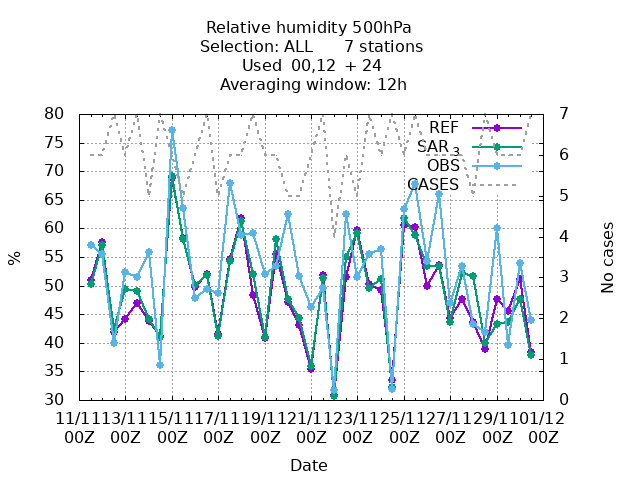 Relative humidity 500hPa
Selection: ALL 7 stations
Used 00,12 + 24
Averaging window: 12h
80 7
REF
75
SAR 3
70 6
OBS
65 CASES 5
60
55 4
% No cases
50 3
45 2
40
35 1
30 0
11/11 13/11 15/11 17/11 19/11 21/11 23/11 25/11 27/11 29/11 01/12
00Z 00Z 00Z 00Z 00Z 00Z 00Z 00Z 00Z 00Z 00Z
Date